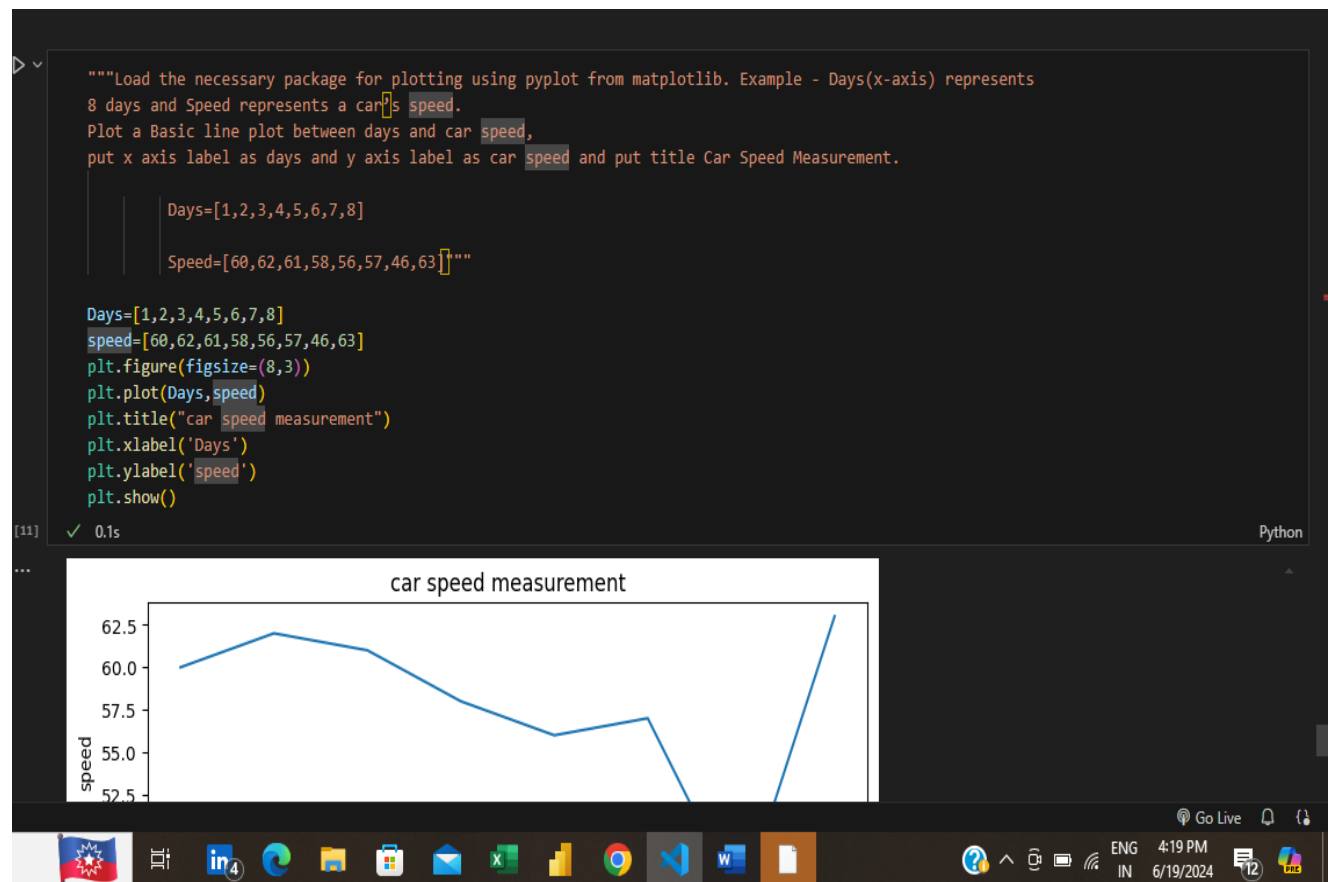 """Load the necessary package for plotting using pyplot from matplotlib. Example - Days(x-axis) represents
8 days and Speed represents a car’s speed.
Plot a Basic line plot between days and car speed,
put x axis label as days and y axis label as car speed and put title Car Speed Measurement.
Days=[1,2,3,4,5,6,7,8]
Speed=[60,62,61,58,56,57,46,63]"""
Days=[1,2,3,4,5,6,7,8]
speed=[60,62,61,58,56,57,46,63]
plt.figure(figsize=(8,3))
plt.plot(Days,speed)
plt.title("car speed measurement")
plt.xlabel('Days')
plt.ylabel('speed')
plt.show()
[11] ✓ 0.1s Python
...
car speed measurement
62.5
60.0
57.5
55.0
52.5
speed
Go Live
in 4
ENG 4:19 PM
IN 6/19/2024
12
PRE